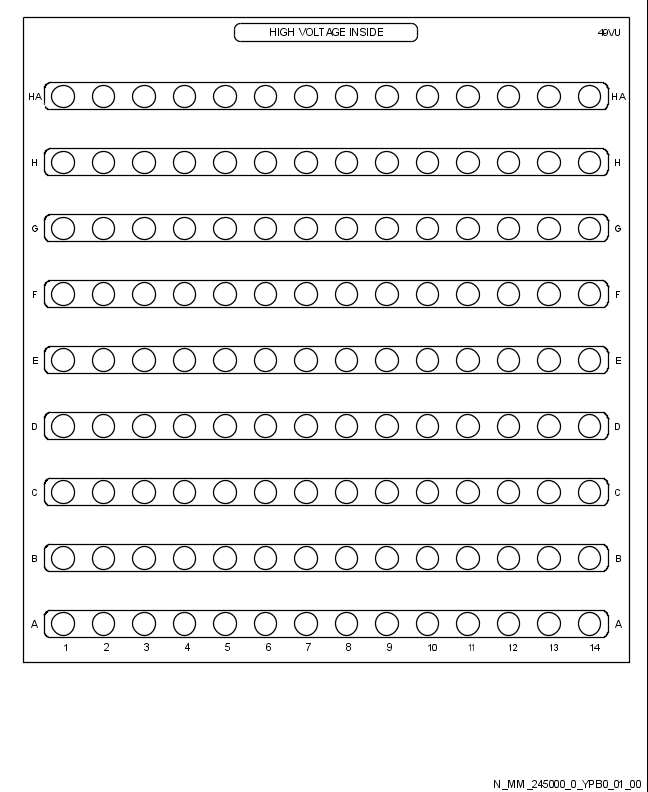 HIGH VOLTAGE INSIDE 49VU
HA HA
H H
G G
F F
E E
D D
C C
B B
A A
1 2 3 4 5 6 7 8 9 10 11 12 13 14
N_MM_245000_0_YPB0_01_00